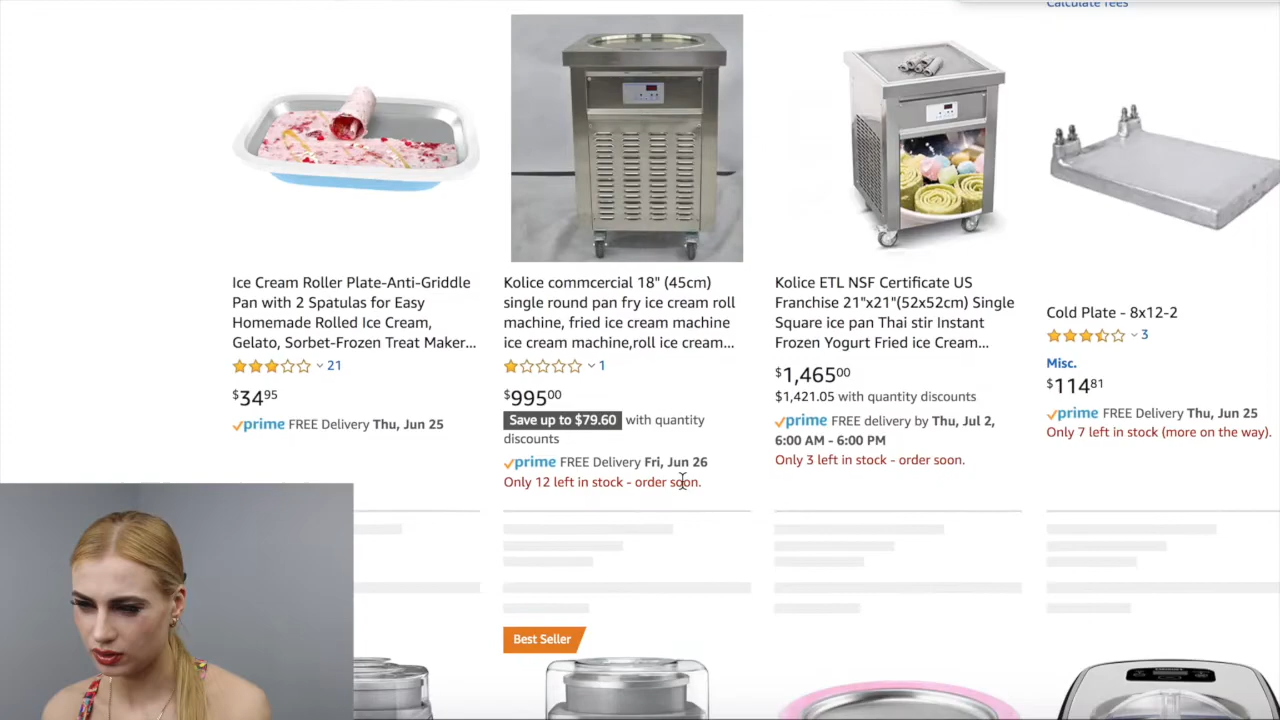 Calculate fees
Ice Cream Roller Plate-Anti-Griddle
Pan with 2 Spatulas for Easy
Homemade Rolled Ice Cream,
Gelato, Sorbet-Frozen Treat Maker...
21
$34.95
prime FREE Delivery Thu, Jun 25
Kolice commcercial 18" (45cm)
single round pan fry ice cream roll
machine, fried ice cream machine
ice cream machine,roll ice cream...
1
$995.00
Save up to $79.60 with quantity
discounts
prime FREE Delivery Fri, Jun 26
Only 12 left in stock - order soon.
Kolice ETL NSF Certificate US
Franchise 21"x21"(52x52cm) Single
Square ice pan Thai stir Instant
Frozen Yogurt Fried ice Cream...
$1,465.00
$1,421.05 with quantity discounts
prime FREE delivery by Thu, Jul 2,
6:00 AM - 6:00 PM
Only 3 left in stock - order soon.
Cold Plate - 8x12-2
3
Misc.
$114.81
prime FREE Delivery Thu, Jun 25
Only 7 left in stock (more on the way).
Best Seller